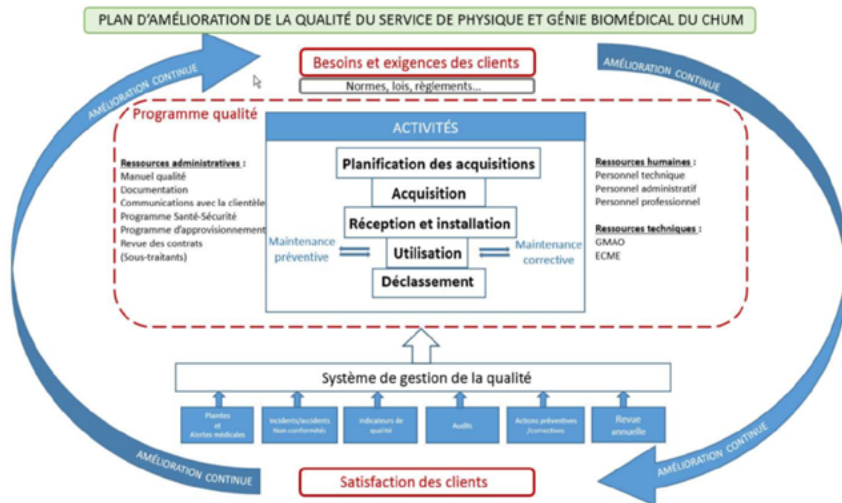 PLAN D'AMÉLIORATION DE LA QUALITÉ DU SERVICE DE PHYSIQUE ET GÉNIE BIOMÉDICAL DU CHUM
AMÉLIORATION CONTINUE
Besoins et exigences des clients
AMÉLIORATION CONTINUE
Normes, lois, règlements...
Programme qualité
ACTIVITÉS
Ressources administratives :
Manuel qualité
Documentation
Communications avec la clientèle
Programme Santé-Sécurité
Programme d'approvisionnement
Revue des contrats
(Sous-traitants)
Planification des acquisitions
Acquisition
Réception et installation
Maintenance
préventive
Utilisation
Maintenance
corrective
Déclassement
Ressources humaines :
Personnel technique
Personnel administratif
Personnel professionnel
Ressources techniques :
GMAO
ECME
Système de gestion de la qualité
Plaintes
et
Alertes médicales
Incidents/accidents
Non conformités
Indicateurs de
qualité
Audits
Actions préventives
/correctives
Revue
annuelle
AMÉLIORATION CONTINUE
Satisfaction des clients
AMÉLIORATION CONTINUE